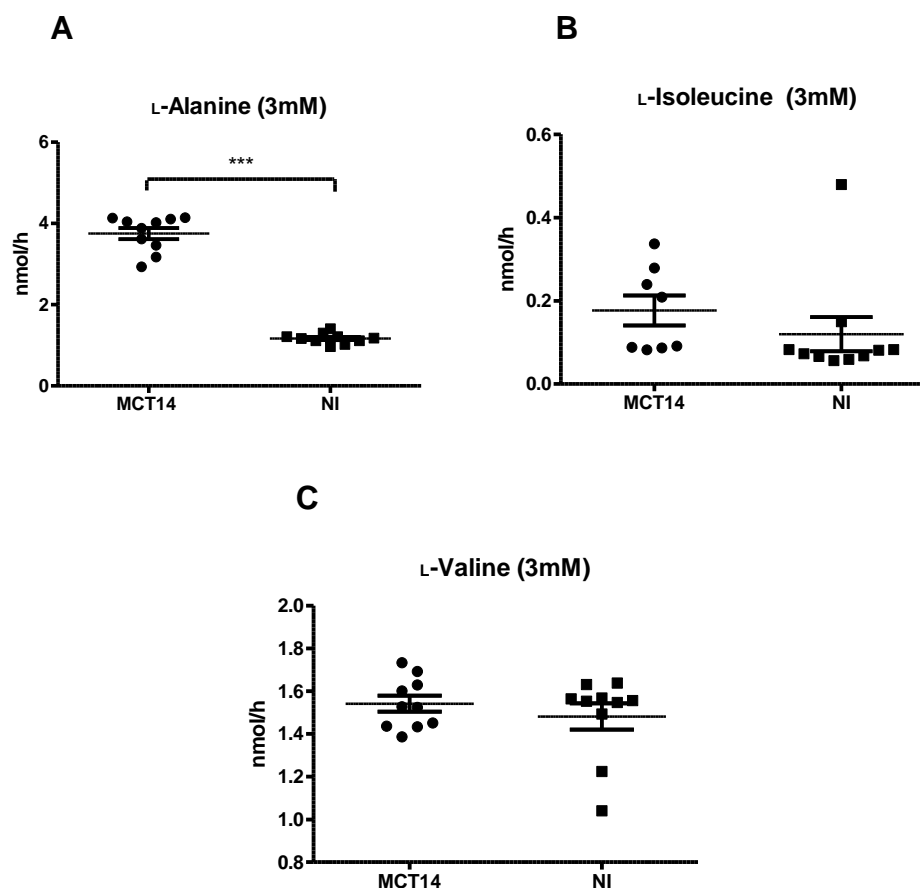 A
B
ʟ-Alanine (3mM)
ʟ-Isoleucine (3mM)
6
4
2
0
nmol/h
***
MCT14
NI
0.6
0.4
0.2
0.0
nmol/h
MCT14
NI
C
ʟ-Valine (3mM)
2.0
1.8
1.6
1.4
1.2
1.0
0.8
nmol/h
MCT14
NI